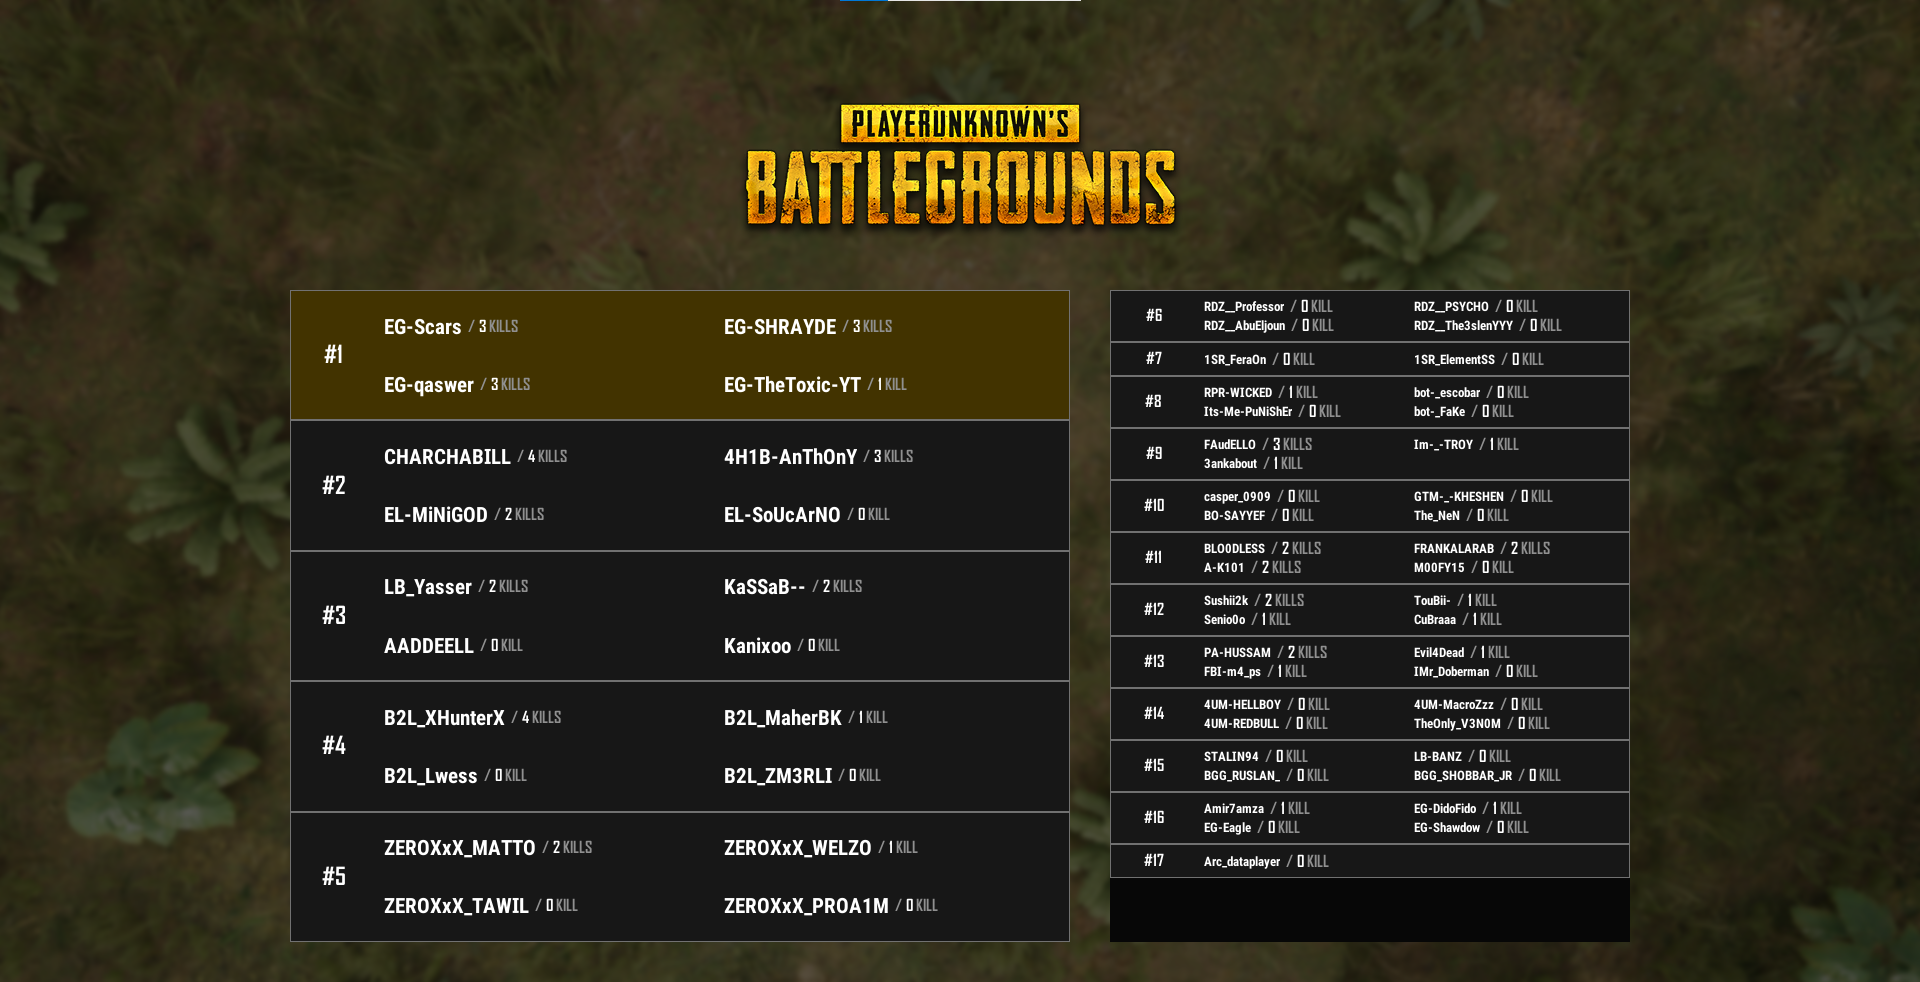 PLAYERUNKNOWN'S
BATTLEGROUNDS
#1
EG-Scars / 3 KILLS EG-SHRAYDE / 3 KILLS
EG-qaswer / 3 KILLS EG-TheToxic-YT / 1 KILL
#2
CHARCHABILL / 4 KILLS 4H1B-AnThOnY / 3 KILLS
EL-MiNiGOD / 2 KILLS EL-SoUcArNO / 0 KILL
#3
LB_Yasser / 2 KILLS KaSSaB-- / 2 KILLS
AADDEELL / 0 KILL Kanixoo / 0 KILL
#4
B2L_XHunterX / 4 KILLS B2L_MaherBK / 1 KILL
B2L_Lwess / 0 KILL B2L_ZM3RLI / 0 KILL
#5
ZEROXxX_MATTO / 2 KILLS ZEROXxX_WELZO / 1 KILL
ZEROXxX_TAWIL / 0 KILL ZEROXxX_PROA1M / 0 KILL
#6
RDZ__Professor / 0 KILL RDZ__PSYCHO / 0 KILL
RDZ__AbuEljoun / 0 KILL RDZ__The3slenYYY / 0 KILL
#7
1SR_FeraOn / 0 KILL 1SR_ElementSS / 0 KILL
#8
RPR-WICKED / 1 KILL bot-_escobar / 0 KILL
Its-Me-PuNiShEr / 0 KILL bot-_FaKe / 0 KILL
#9
FAudELLO / 3 KILLS Im-_-TROY / 1 KILL
3ankabout / 1 KILL
#10
casper_0909 / 0 KILL GTM-_-KHESHEN / 0 KILL
BO-SAYYEF / 0 KILL The_NeN / 0 KILL
#11
BLO0DLESS / 2 KILLS FRANKALARAB / 2 KILLS
A-K101 / 2 KILLS M00FY15 / 0 KILL
#12
Sushii2k / 2 KILLS TouBii- / 1 KILL
Senio0o / 1 KILL CuBraaa / 1 KILL
#13
PA-HUSSAM / 2 KILLS Evil4Dead / 1 KILL
FBI-m4_ps / 1 KILL IMr_Doberman / 0 KILL
#14
4UM-HELLBOY / 0 KILL 4UM-MacroZzz / 0 KILL
4UM-REDBULL / 0 KILL TheOnly_V3N0M / 0 KILL
#15
STALIN94 / 0 KILL LB-BANZ / 0 KILL
BGG_RUSLAN_ / 0 KILL BGG_SHOBBAR_JR / 0 KILL
#16
Amir7amza / 1 KILL EG-DidoFido / 1 KILL
EG-Eagle / 0 KILL EG-Shawdow / 0 KILL
#17
Arc_dataplayer / 0 KILL